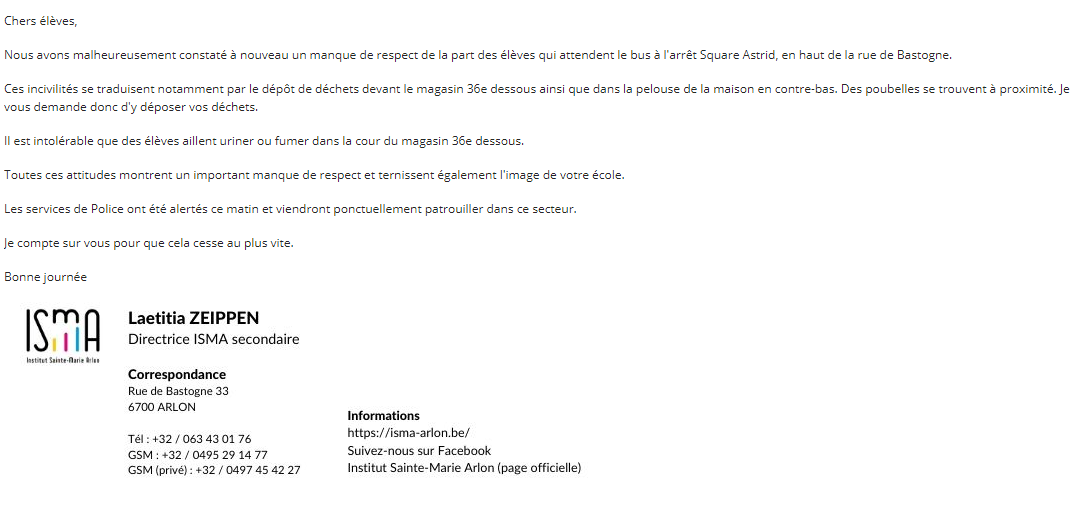 Chers élèves,
Nous avons malheureusement constaté à nouveau un manque de respect de la part des élèves qui attendent le bus à l'arrêt Square Astrid, en haut de la rue de Bastogne.
Ces incivilités se traduisent notamment par le dépôt de déchets devant le magasin 36e dessous ainsi que dans la pelouse de la maison en contre-bas. Des poubelles se trouvent à proximité. Je
vous demande donc d'y déposer vos déchets.
Il est intolérable que des élèves aillent uriner ou fumer dans la cour du magasin 36e dessous.
Toutes ces attitudes montrent un important manque de respect et ternissent également l'image de votre école.
Les services de Police ont été alertés ce matin et viendront ponctuellement patrouiller dans ce secteur.
Je compte sur vous pour que cela cesse au plus vite.
Bonne journée
ISMA
Institut Sainte-Marie Arlon
Laetitia ZEIPPEN
Directrice ISMA secondaire
Correspondance
Rue de Bastogne 33
6700 ARLON
Tél : +32 / 063 43 01 76
GSM : +32 / 0495 29 14 77
GSM (privé) : +32 / 0497 45 42 27
Informations
https://isma-arlon.be/
Suivez-nous sur Facebook
Institut Sainte-Marie Arlon (page officielle)